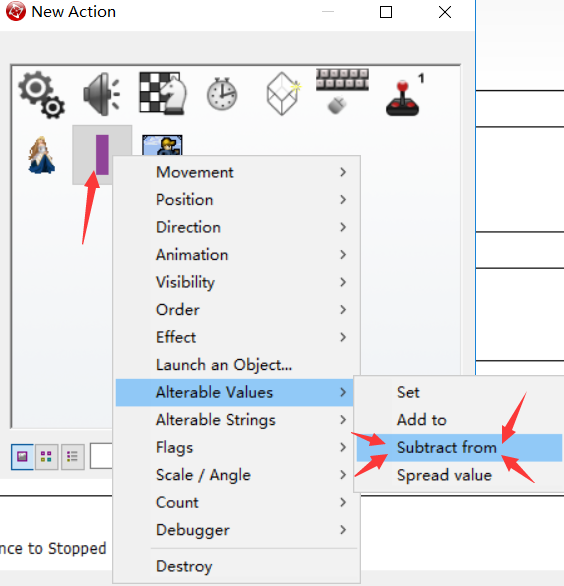 New Action
1
Movement
Position
Direction
Animation
Visibility
Order
Effect
Launch an Object...
Alterable Values
Set
Alterable Strings
Add to
Flags
Subtract from
Scale / Angle
Spread value
Count
Debugger
nce to Stopped
Destroy